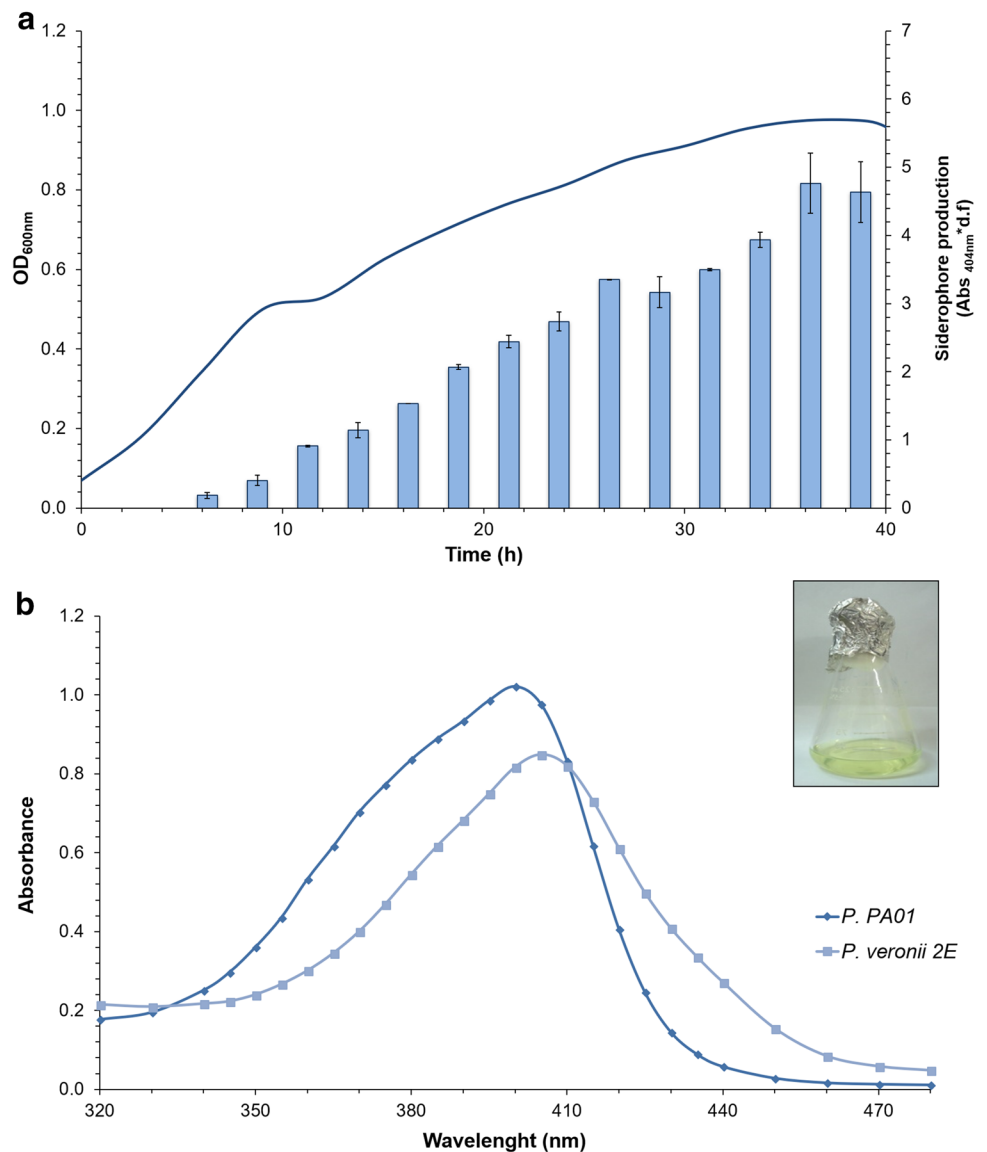 a
1.2
1.0
0.8
0.6
0.4
0.2
0.0
OD600nm
7
6
5
4
3
2
1
0
Siderophore production
(Abs 404nm*d.f)
0 10 20 30 40
Time (h)
b
1.2
1.0
0.8
0.6
0.4
0.2
0.0
Absorbance
P. PA01
P. veronii 2E
320 350 380 410 440 470
Wavelenght (nm)